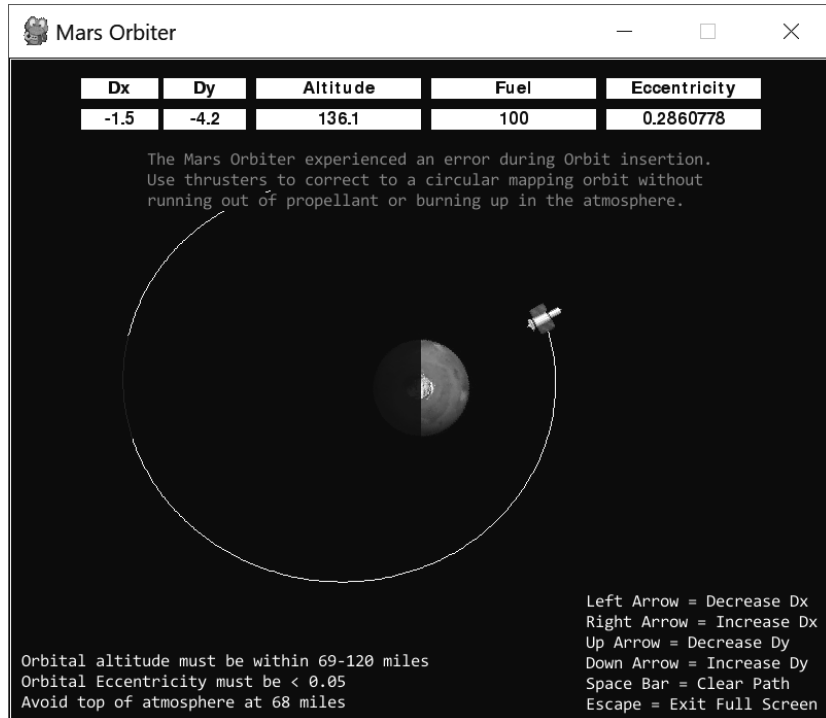 Mars Orbiter
Dx Dy Altitude Fuel Eccentricity
-1.5 -4.2 136.1 100 0.2860778
The Mars Orbiter experienced an error during Orbit insertion.
Use thrusters to correct to a circular mapping orbit without
running out of propellant or burning up in the atmosphere.
Left Arrow = Decrease Dx
Right Arrow = Increase Dx
Up Arrow = Decrease Dy
Down Arrow = Increase Dy
Space Bar = Clear Path
Escape = Exit Full Screen
Orbital altitude must be within 69-120 miles
Orbital Eccentricity must be < 0.05
Avoid top of atmosphere at 68 miles